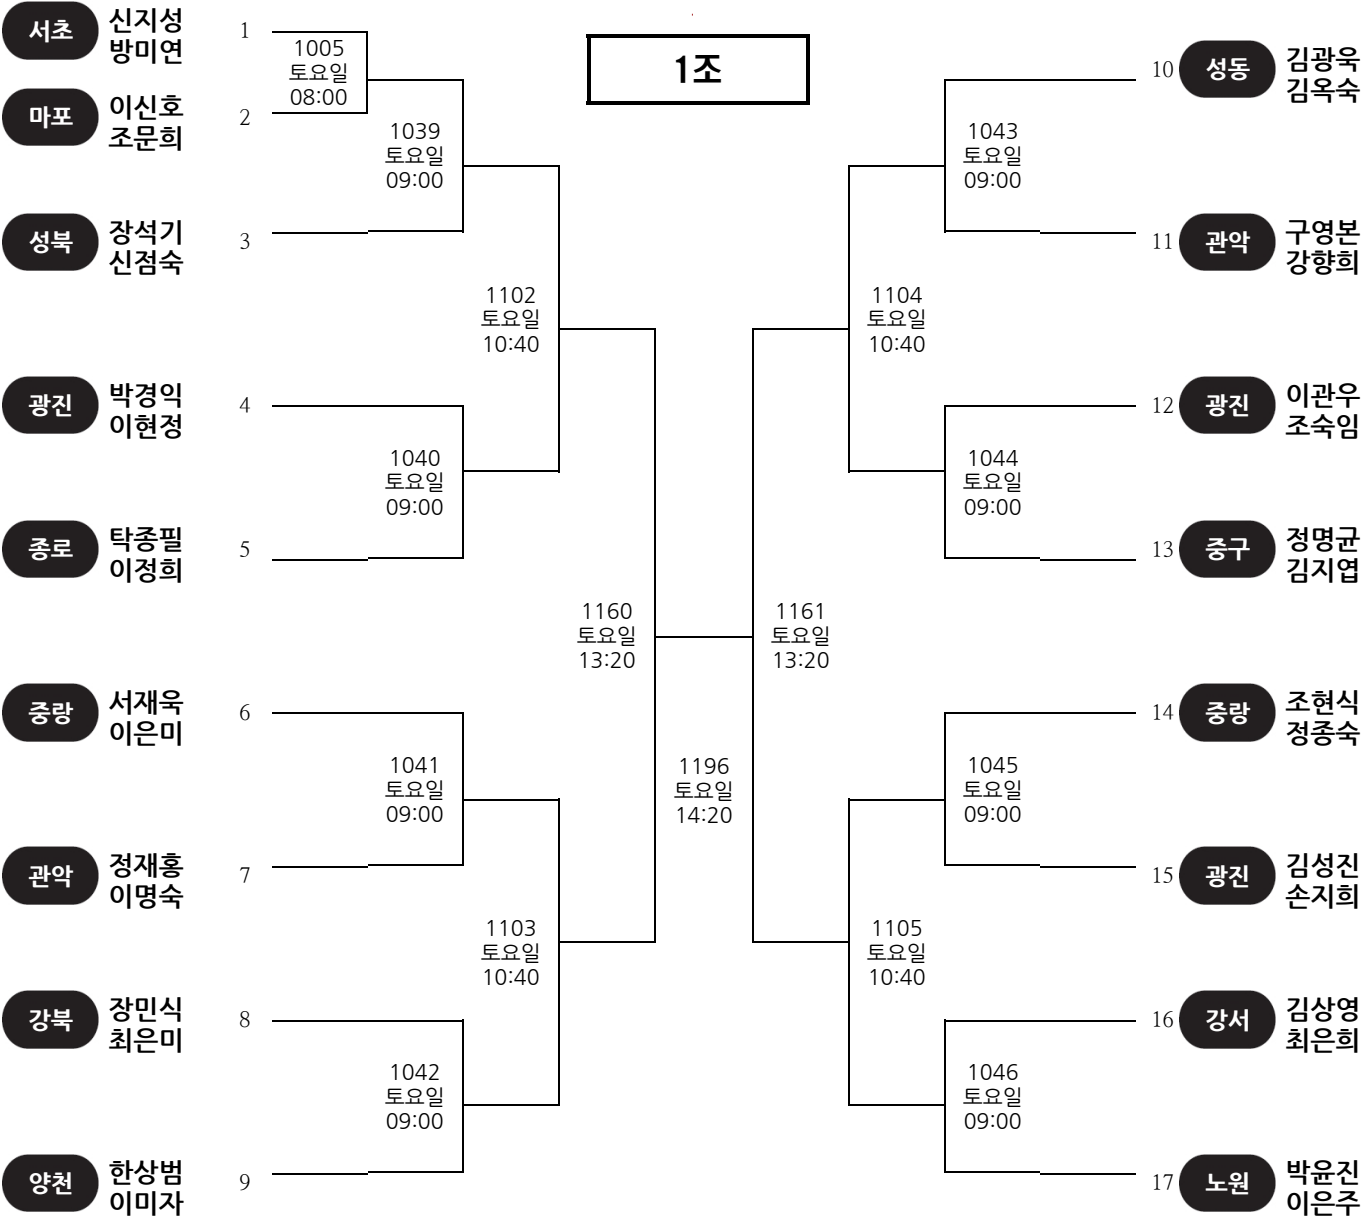 1조
서초
신지성
방미연
1
1005
토요일
08:00
마포
이신호
조문희
2
1039
토요일
09:00
성북
장석기
신점숙
3
1102
토요일
10:40
광진
박경익
이현정
4
1040
토요일
09:00
종로
탁종필
이정희
5
1160
토요일
13:20
중랑
서재욱
이은미
6
1041
토요일
09:00
관악
정재홍
이명숙
7
1103
토요일
10:40
강북
장민식
최은미
8
1042
토요일
09:00
양천
한상범
이미자
9
1196
토요일
14:20
10
성동
김광욱
김옥숙
1043
토요일
09:00
11
관악
구영본
강향희
1104
토요일
10:40
12
광진
이관우
조숙임
1044
토요일
09:00
13
중구
정명균
김지엽
1161
토요일
13:20
14
중랑
조현식
정종숙
1045
토요일
09:00
15
광진
김성진
손지희
1105
토요일
10:40
16
강서
김상영
최은희
1046
토요일
09:00
17
노원
박윤진
이은주